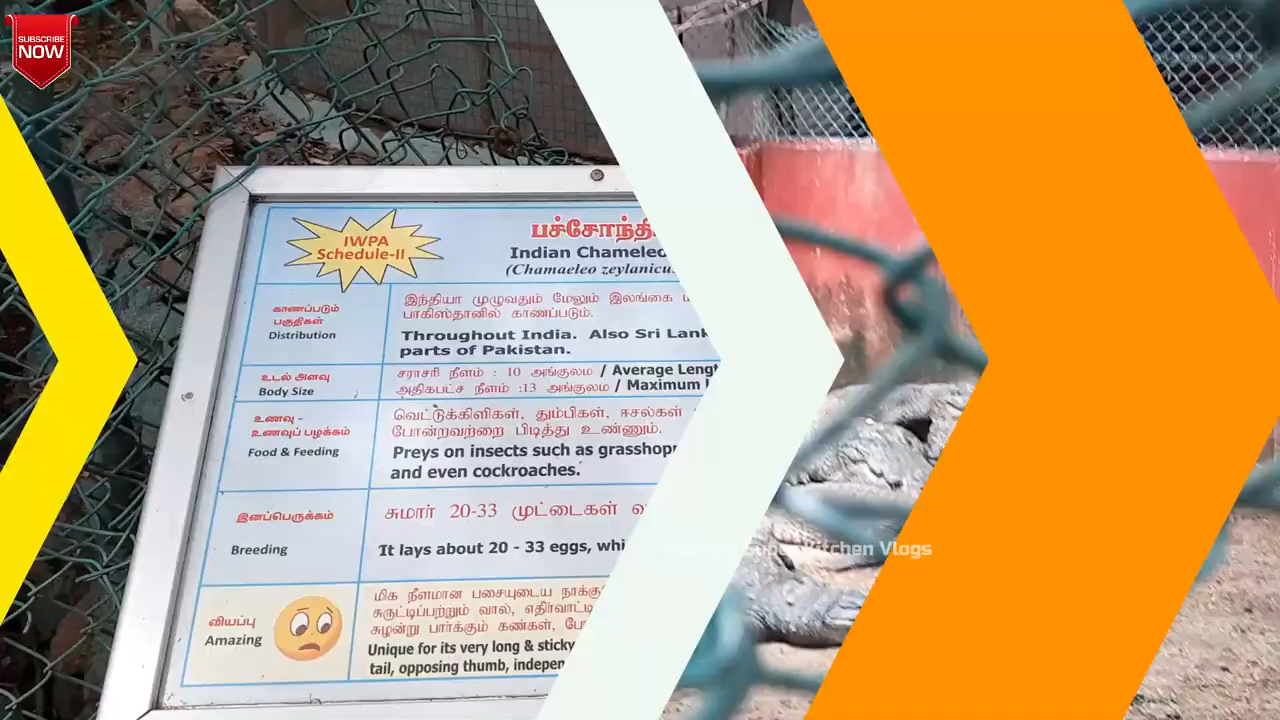 SUBSCRIBE
NOW
IWPA
Schedule-II
பச்சோந்தி
Indian Chameleo
(Chamaeleo zeylanicus
காணப்படும்
பகுதிகள்
Distribution
இந்தியா முழுவதும் மேலும் இலங்கை
பாகிஸ்தானில் காணப்படும்.
Throughout India. Also Sri Lank
parts of Pakistan.
உடல் அளவு
Body Size
சராசரி நீளம் : 10 அங்குலம / Average Lengt
அதிகபட்ச நீளம் :13 அங்குலம / Maximum
உணவு -
உணவுப் பழக்கம்
Food & Feeding
வெட்டுக்கிளிகள், தும்பிகள், ஈசல்கள்
போன்றவற்றை பிடித்து உண்ணும்.
Preys on insects such as grasshopp
and even cockroaches.
இனப்பெருக்கம்
Breeding
சுமார் 20-33 முட்டைகள்
It lays about 20 - 33 eggs, whi
வியப்பு
Amazing
மிக நீளமான பசையுடைய நாக்கு
சுருட்டிப்பற்றும் வால், எதிர்வாட்டி
சுழன்று பார்க்கும் கண்கள்,
Unique for its very long & sticky
tail, opposing thumb, indepen
Kitchen Vlogs